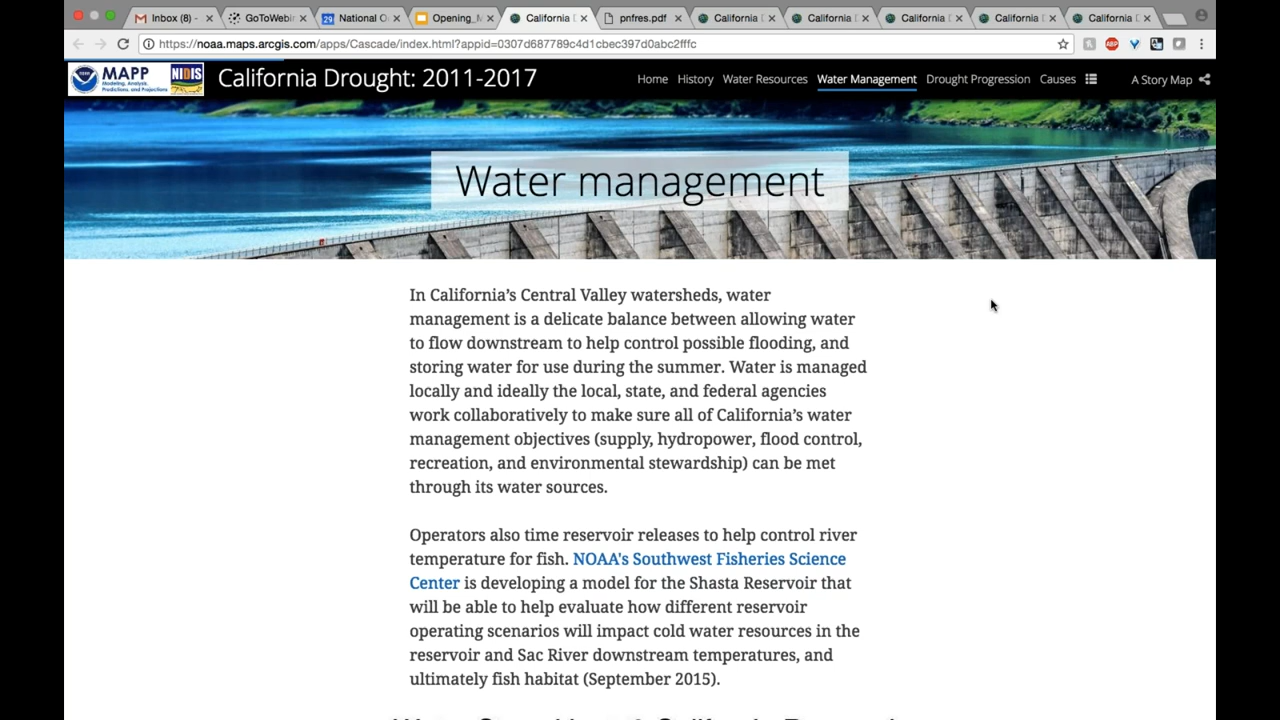 Inbox (8) -
GoToWebi
29
National O
Opening_M
California D
pnfres.pdf
California D
California D
California D
California D
California D
https://noaa.maps.arcgis.com/apps/Cascade/index.html?appid=0307d687789c4d1cbec397d0abc2fffc
ABP
MAPP
Modeling, Analysis,
Predictions, and Projections
NIDIS
California Drought: 2011-2017
Home History Water Resources Water Management Drought Progression Causes
A Story Map
Water management
In California’s Central Valley watersheds, water
management is a delicate balance between allowing water
to flow downstream to help control possible flooding, and
storing water for use during the summer. Water is managed
locally and ideally the local, state, and federal agencies
work collaboratively to make sure all of California’s water
management objectives (supply, hydropower, flood control,
recreation, and environmental stewardship) can be met
through its water sources.
Operators also time reservoir releases to help control river
temperature for fish. NOAA's Southwest Fisheries Science
Center is developing a model for the Shasta Reservoir that
will be able to help evaluate how different reservoir
operating scenarios will impact cold water resources in the
reservoir and Sac River downstream temperatures, and
ultimately fish habitat (September 2015).